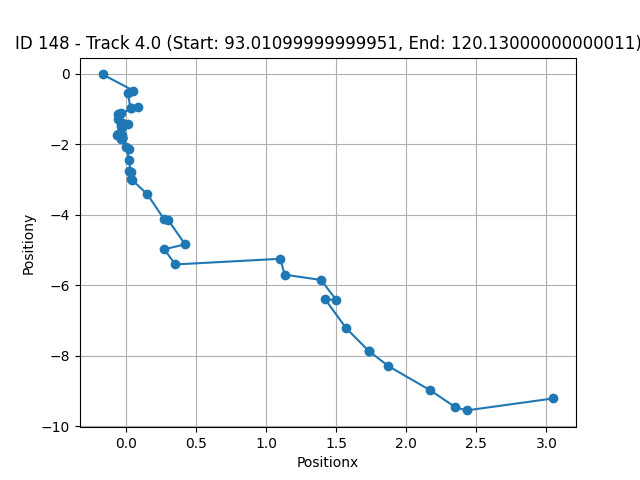 ID 148 - Track 4.0 (Start: 93.01099999999951, End: 120.13000000000011)
0
−2
−4
−6
−8
−10
Positiony
0.0 0.5 1.0 1.5 2.0 2.5 3.0
Positionx